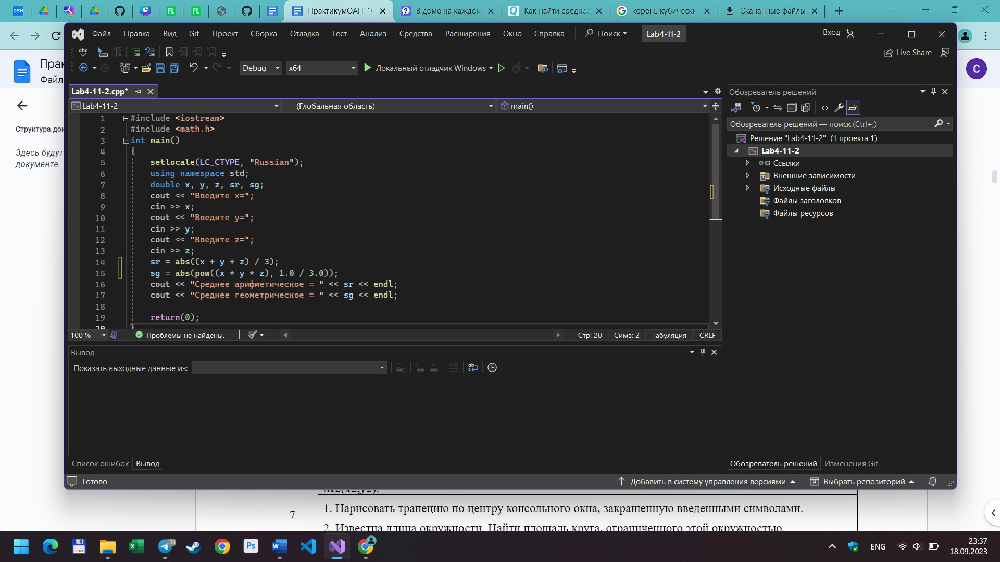 ПрактикумОАП-1ч
В доме на каждом
Как найти среднее
корень кубически
Скачанные файлы
Файл Правка Вид Git Проект Сборка Отладка Тест Анализ Средства Расширения Окно Справка Поиск Lab4-11-2 Вход
Live Share
Debug x64 Локальный отладчик Windows
Прак
Файл
Структура док
Здесь будут
документе.
С
Lab4-11-2.cpp*
Lab4-11-2 (Глобальная область) main()
1 #include <iostream>
2 #include <math.h>
3 int main()
4 {
5 setlocale(LC_CTYPE, "Russian");
6 using namespace std;
7 double x, y, z, sr, sg;
8 cout << "Введите x=";
9 cin >> x;
10 cout << "Введите y=";
11 cin >> y;
12 cout << "Введите z=";
13 cin >> z;
14 sr = abs((x + y + z) / 3);
15 sg = abs(pow((x * y * z), 1.0 / 3.0));
16 cout << "Среднее арифметическое = " << sr << endl;
17 cout << "Среднее геометрическое = " << sg << endl;
18
19 return(0);
20 }
100 % Проблемы не найдены. Стр: 20 Симв: 2 Табуляция CRLF
Вывод
Показать выходные данные из:
Список ошибок Вывод
Обозреватель решений
Обозреватель решений — поиск (Ctrl+;)
Решение "Lab4-11-2" (1 проекта 1)
Lab4-11-2
Ссылки
Внешние зависимости
Исходные файлы
Файлы заголовков
Файлы ресурсов
Обозреватель решений Изменения Git
Готово Добавить в систему управления версиями Выбрать репозиторий
M2(x2,y2).
7
1. Нарисовать трапецию по центру консольного окна, закрашенную введенными символами.
2. Известна длина окружности. Найти площадь круга, ограниченного этой окружностью.
ENG
23:37
18.09.2023